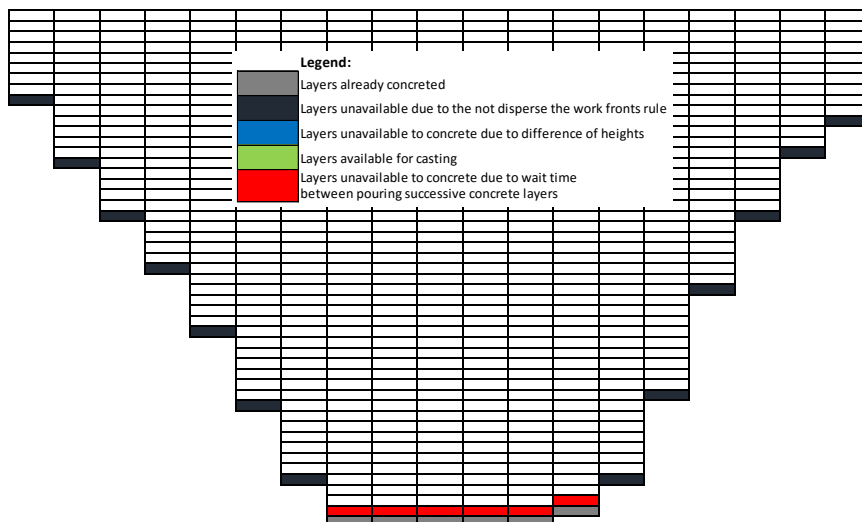 Legend:
Layers already concreted
Layers unavailable due to the not disperse the work fronts rule
Layers unavailable to concrete due to difference of heights
Layers available for casting
Layers unavailable to concrete due to wait time
between pouring successive concrete layers